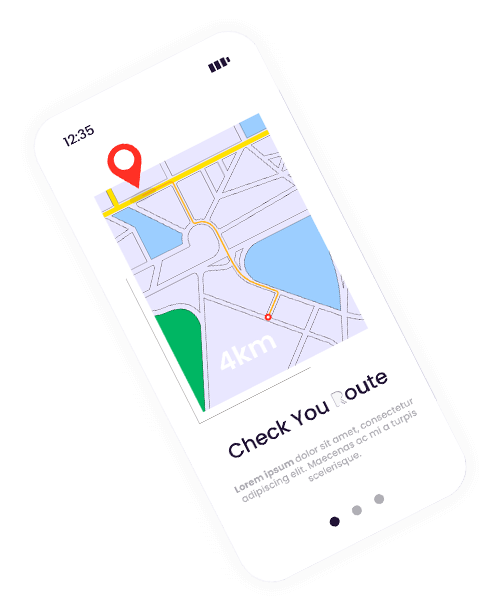 12:35
4km
Check You Route
Lorem ipsum dolor sit amet, consectetur
adipiscing elit. Maecenas ac mi a turpis
scelerisque.